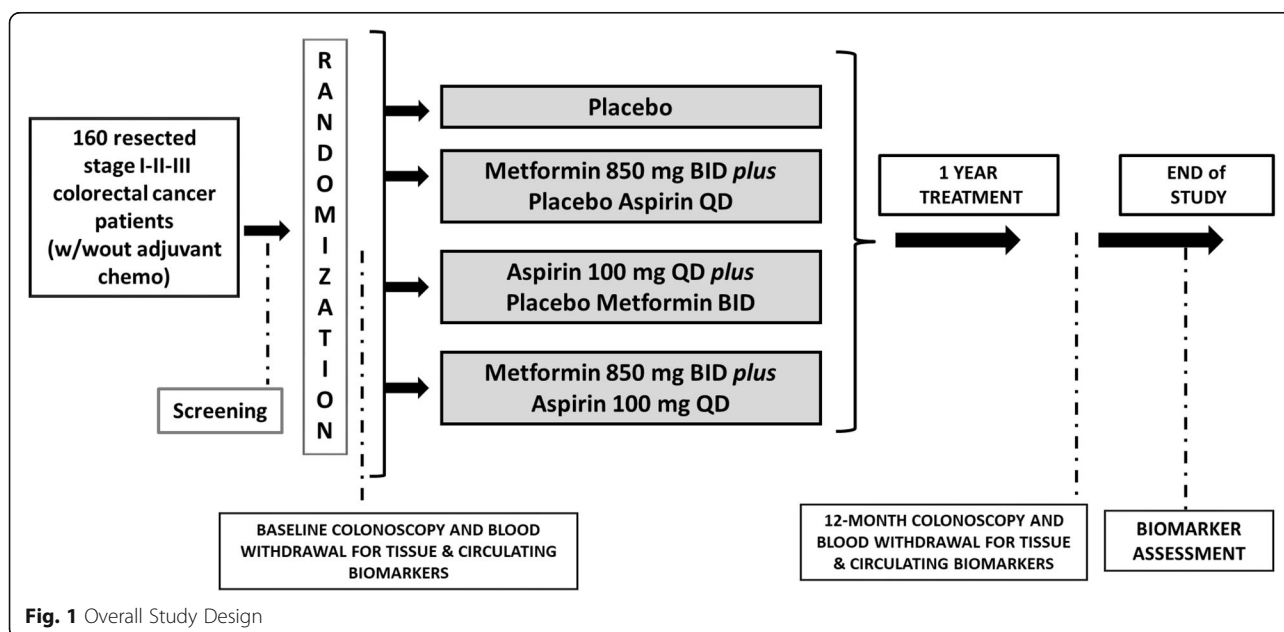 160 resected
stage I-II-III
colorectal cancer
patients
(w/wout adjuvant
chemo)
Screening
R
A
N
D
O
M
I
Z
A
T
I
O
N
BASELINE COLONOSCOPY AND BLOOD
WITHDRAWAL FOR TISSUE & CIRCULATING
BIOMARKERS
Placebo
Metformin 850 mg BID plus
Placebo Aspirin QD
Aspirin 100 mg QD plus
Placebo Metformin BID
Metformin 850 mg BID plus
Aspirin 100 mg QD
1 YEAR
TREATMENT
12-MONTH COLONOSCOPY AND
BLOOD WITHDRAWAL FOR TISSUE
& CIRCULATING BIOMARKERS
END of
STUDY
BIOMARKER
ASSESSMENT
Fig. 1 Overall Study Design